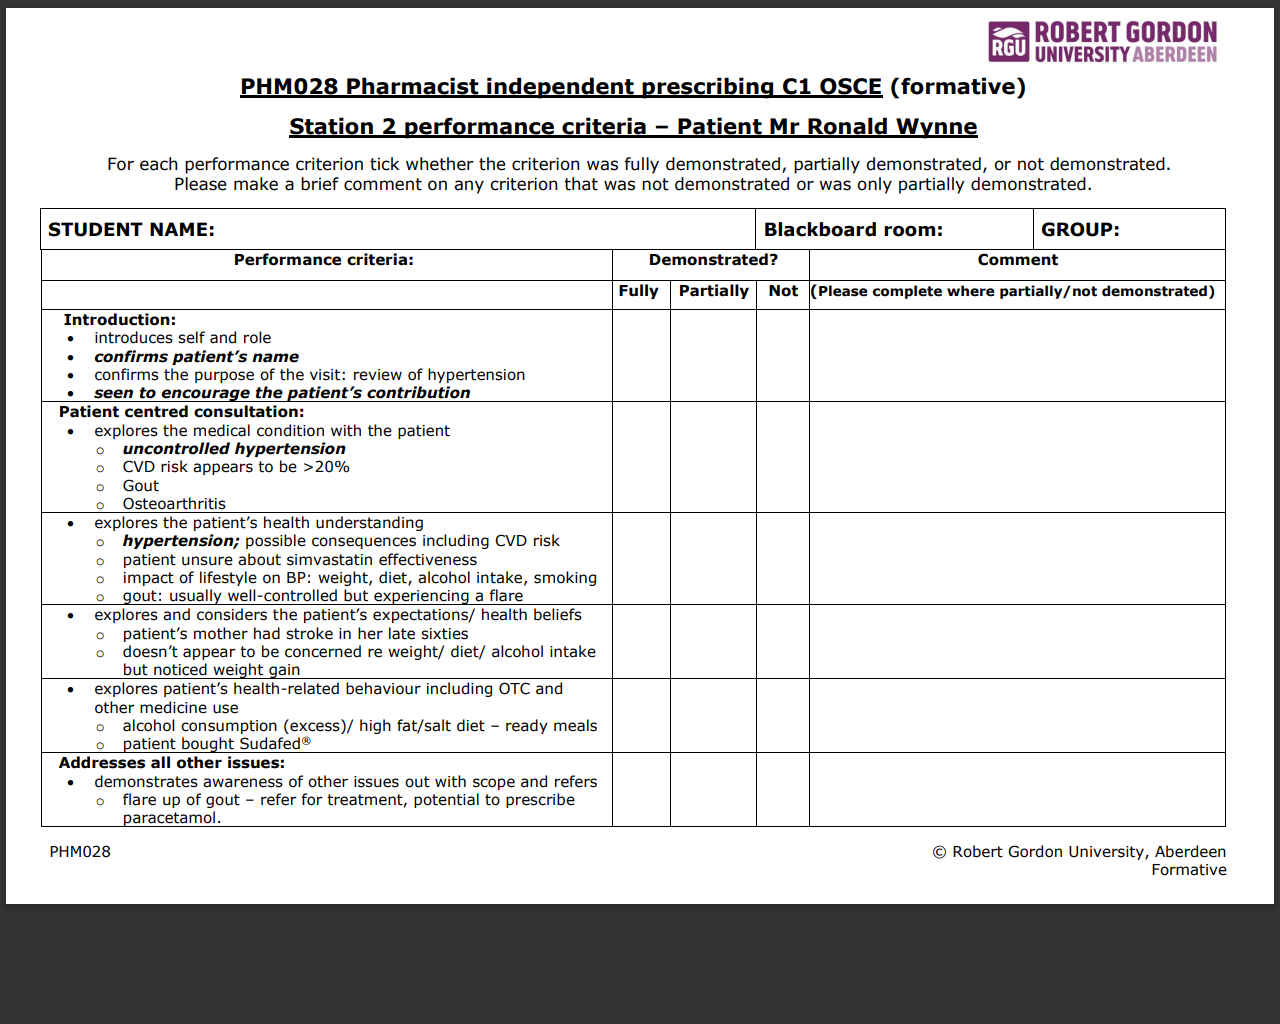 RGU ROBERT GORDON
UNIVERSITY ABERDEEN
PHM028 Pharmacist independent prescribing C1 OSCE (formative)
Station 2 performance criteria – Patient Mr Ronald Wynne
For each performance criterion tick whether the criterion was fully demonstrated, partially demonstrated, or not demonstrated.
Please make a brief comment on any criterion that was not demonstrated or was only partially demonstrated.
STUDENT NAME: Blackboard room: GROUP:
Performance criteria: Demonstrated? Comment
Fully Partially Not (Please complete where partially/not demonstrated)
Introduction:
• introduces self and role
• confirms patient’s name
• confirms the purpose of the visit: review of hypertension
• seen to encourage the patient’s contribution
Patient centred consultation:
• explores the medical condition with the patient
o uncontrolled hypertension
o CVD risk appears to be >20%
o Gout
o Osteoarthritis
• explores the patient’s health understanding
o hypertension; possible consequences including CVD risk
o patient unsure about simvastatin effectiveness
o impact of lifestyle on BP: weight, diet, alcohol intake, smoking
o gout: usually well-controlled but experiencing a flare
• explores and considers the patient’s expectations/ health beliefs
o patient’s mother had stroke in her late sixties
o doesn’t appear to be concerned re weight/ diet/ alcohol intake
but noticed weight gain
• explores patient’s health-related behaviour including OTC and
other medicine use
o alcohol consumption (excess)/ high fat/salt diet – ready meals
o patient bought Sudafed®
Addresses all other issues:
• demonstrates awareness of other issues out with scope and refers
o flare up of gout – refer for treatment, potential to prescribe
paracetamol.
PHM028 © Robert Gordon University, Aberdeen
Formative